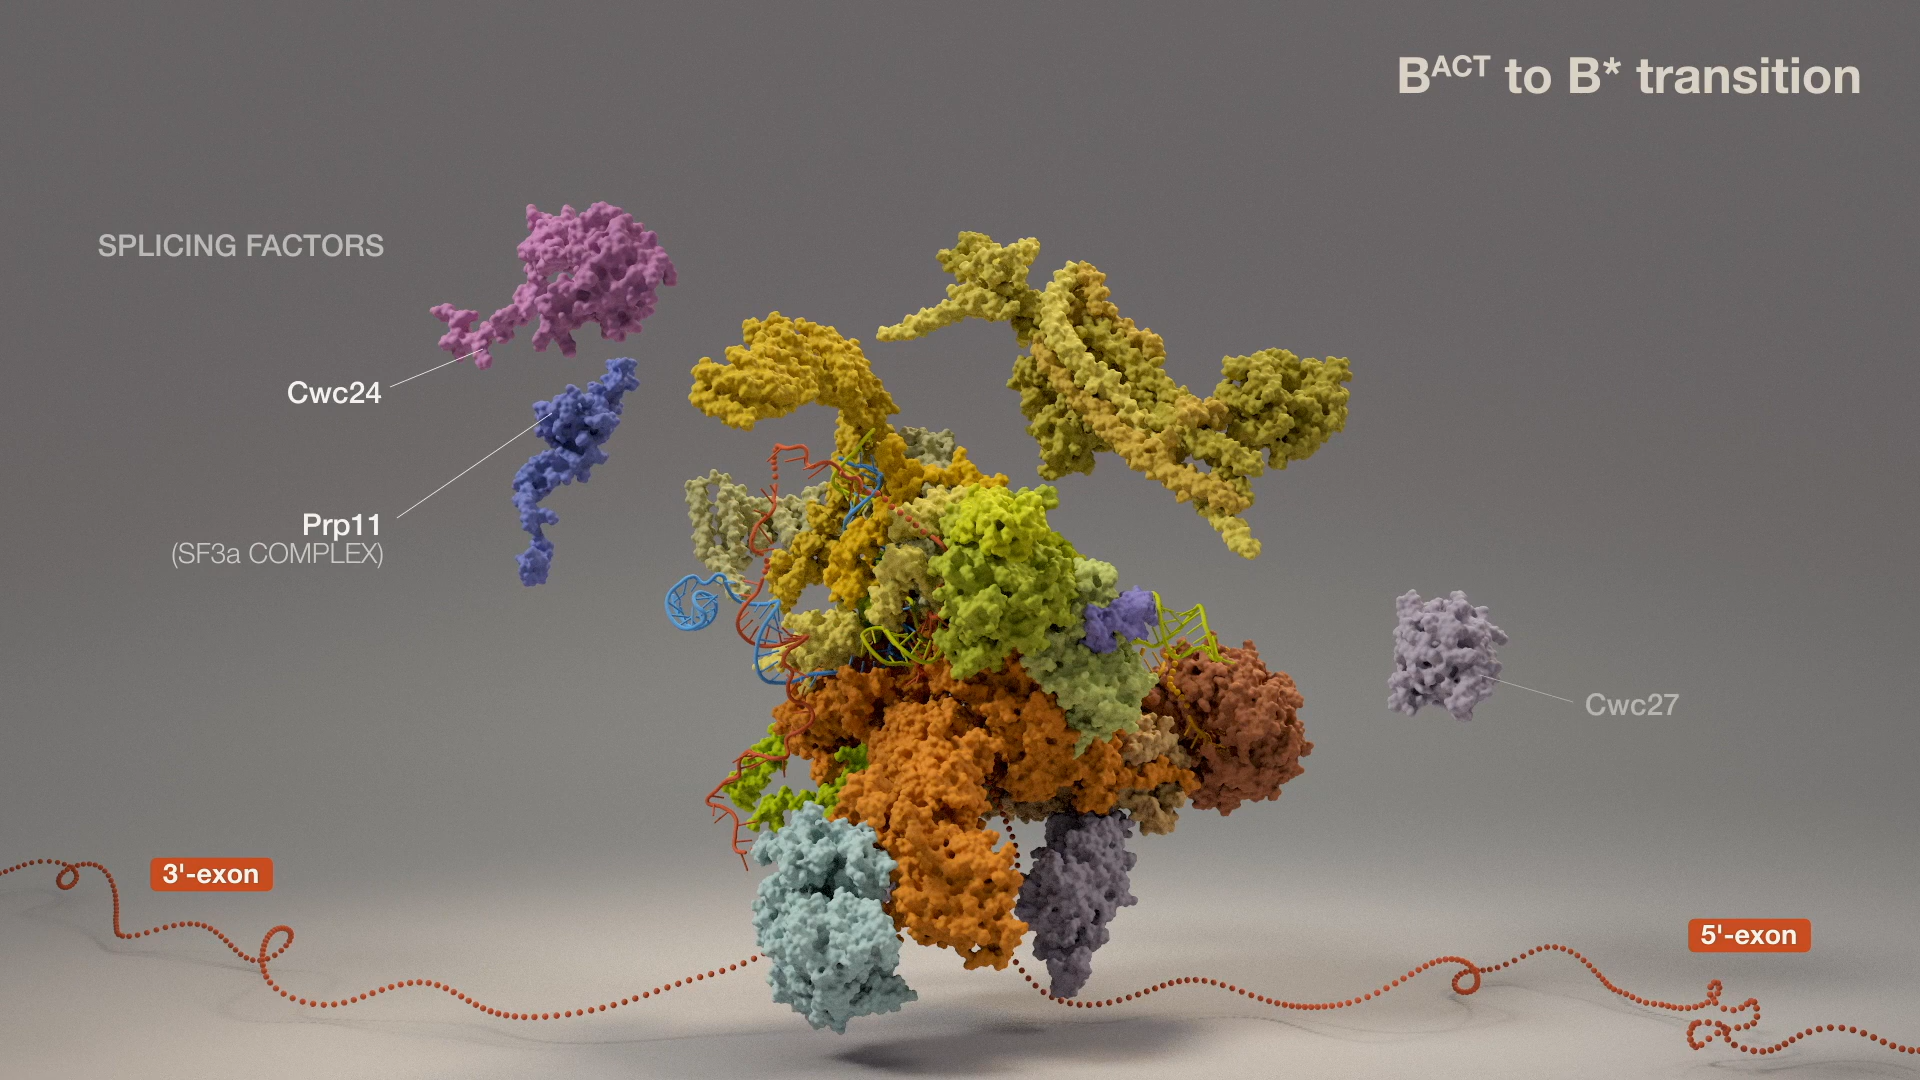 Bᴬᶜᵀ to B* transition
SPLICING FACTORS
Cwc24
Prp11
(SF3a COMPLEX)
Cwc27
3'-exon
5'-exon